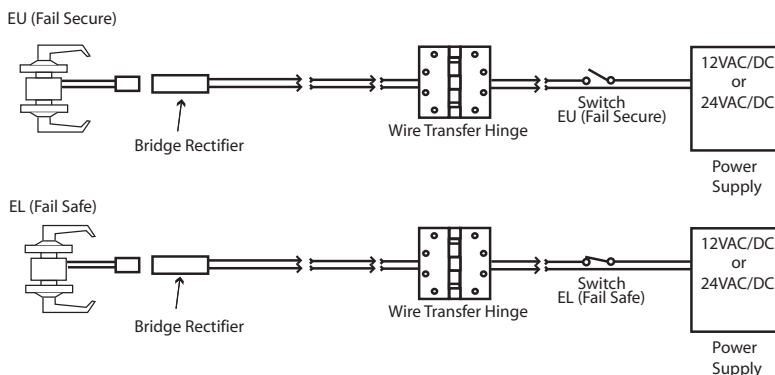 EU (Fail Secure)
12VAC/DC
or
24VAC/DC
Switch
EU (Fail Secure)
Wire Transfer Hinge
Bridge Rectifier
Power
Supply
EL (Fail Safe)
12VAC/DC
or
24VAC/DC
Switch
EL (Fail Safe)
Wire Transfer Hinge
Bridge Rectifier
Power
Supply